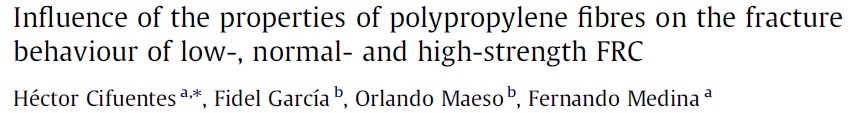 Influence of the properties of polypropylene fibres on the fracture
behaviour of low-, normal- and high-strength FRC
Héctor Cifuentes a,*, Fidel García b, Orlando Maeso b, Fernando Medina a